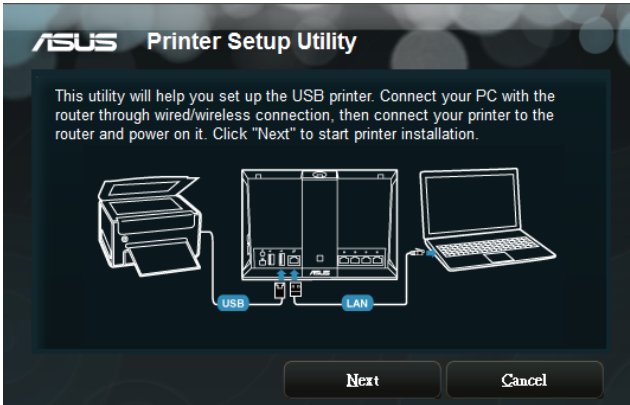 ASUS Printer Setup Utility
This utility will help you set up the USB printer. Connect your PC with the
router through wired/wireless connection, then connect your printer to the
router and power on it. Click "Next" to start printer installation.
ASUS
USB
LAN
Next
Cancel